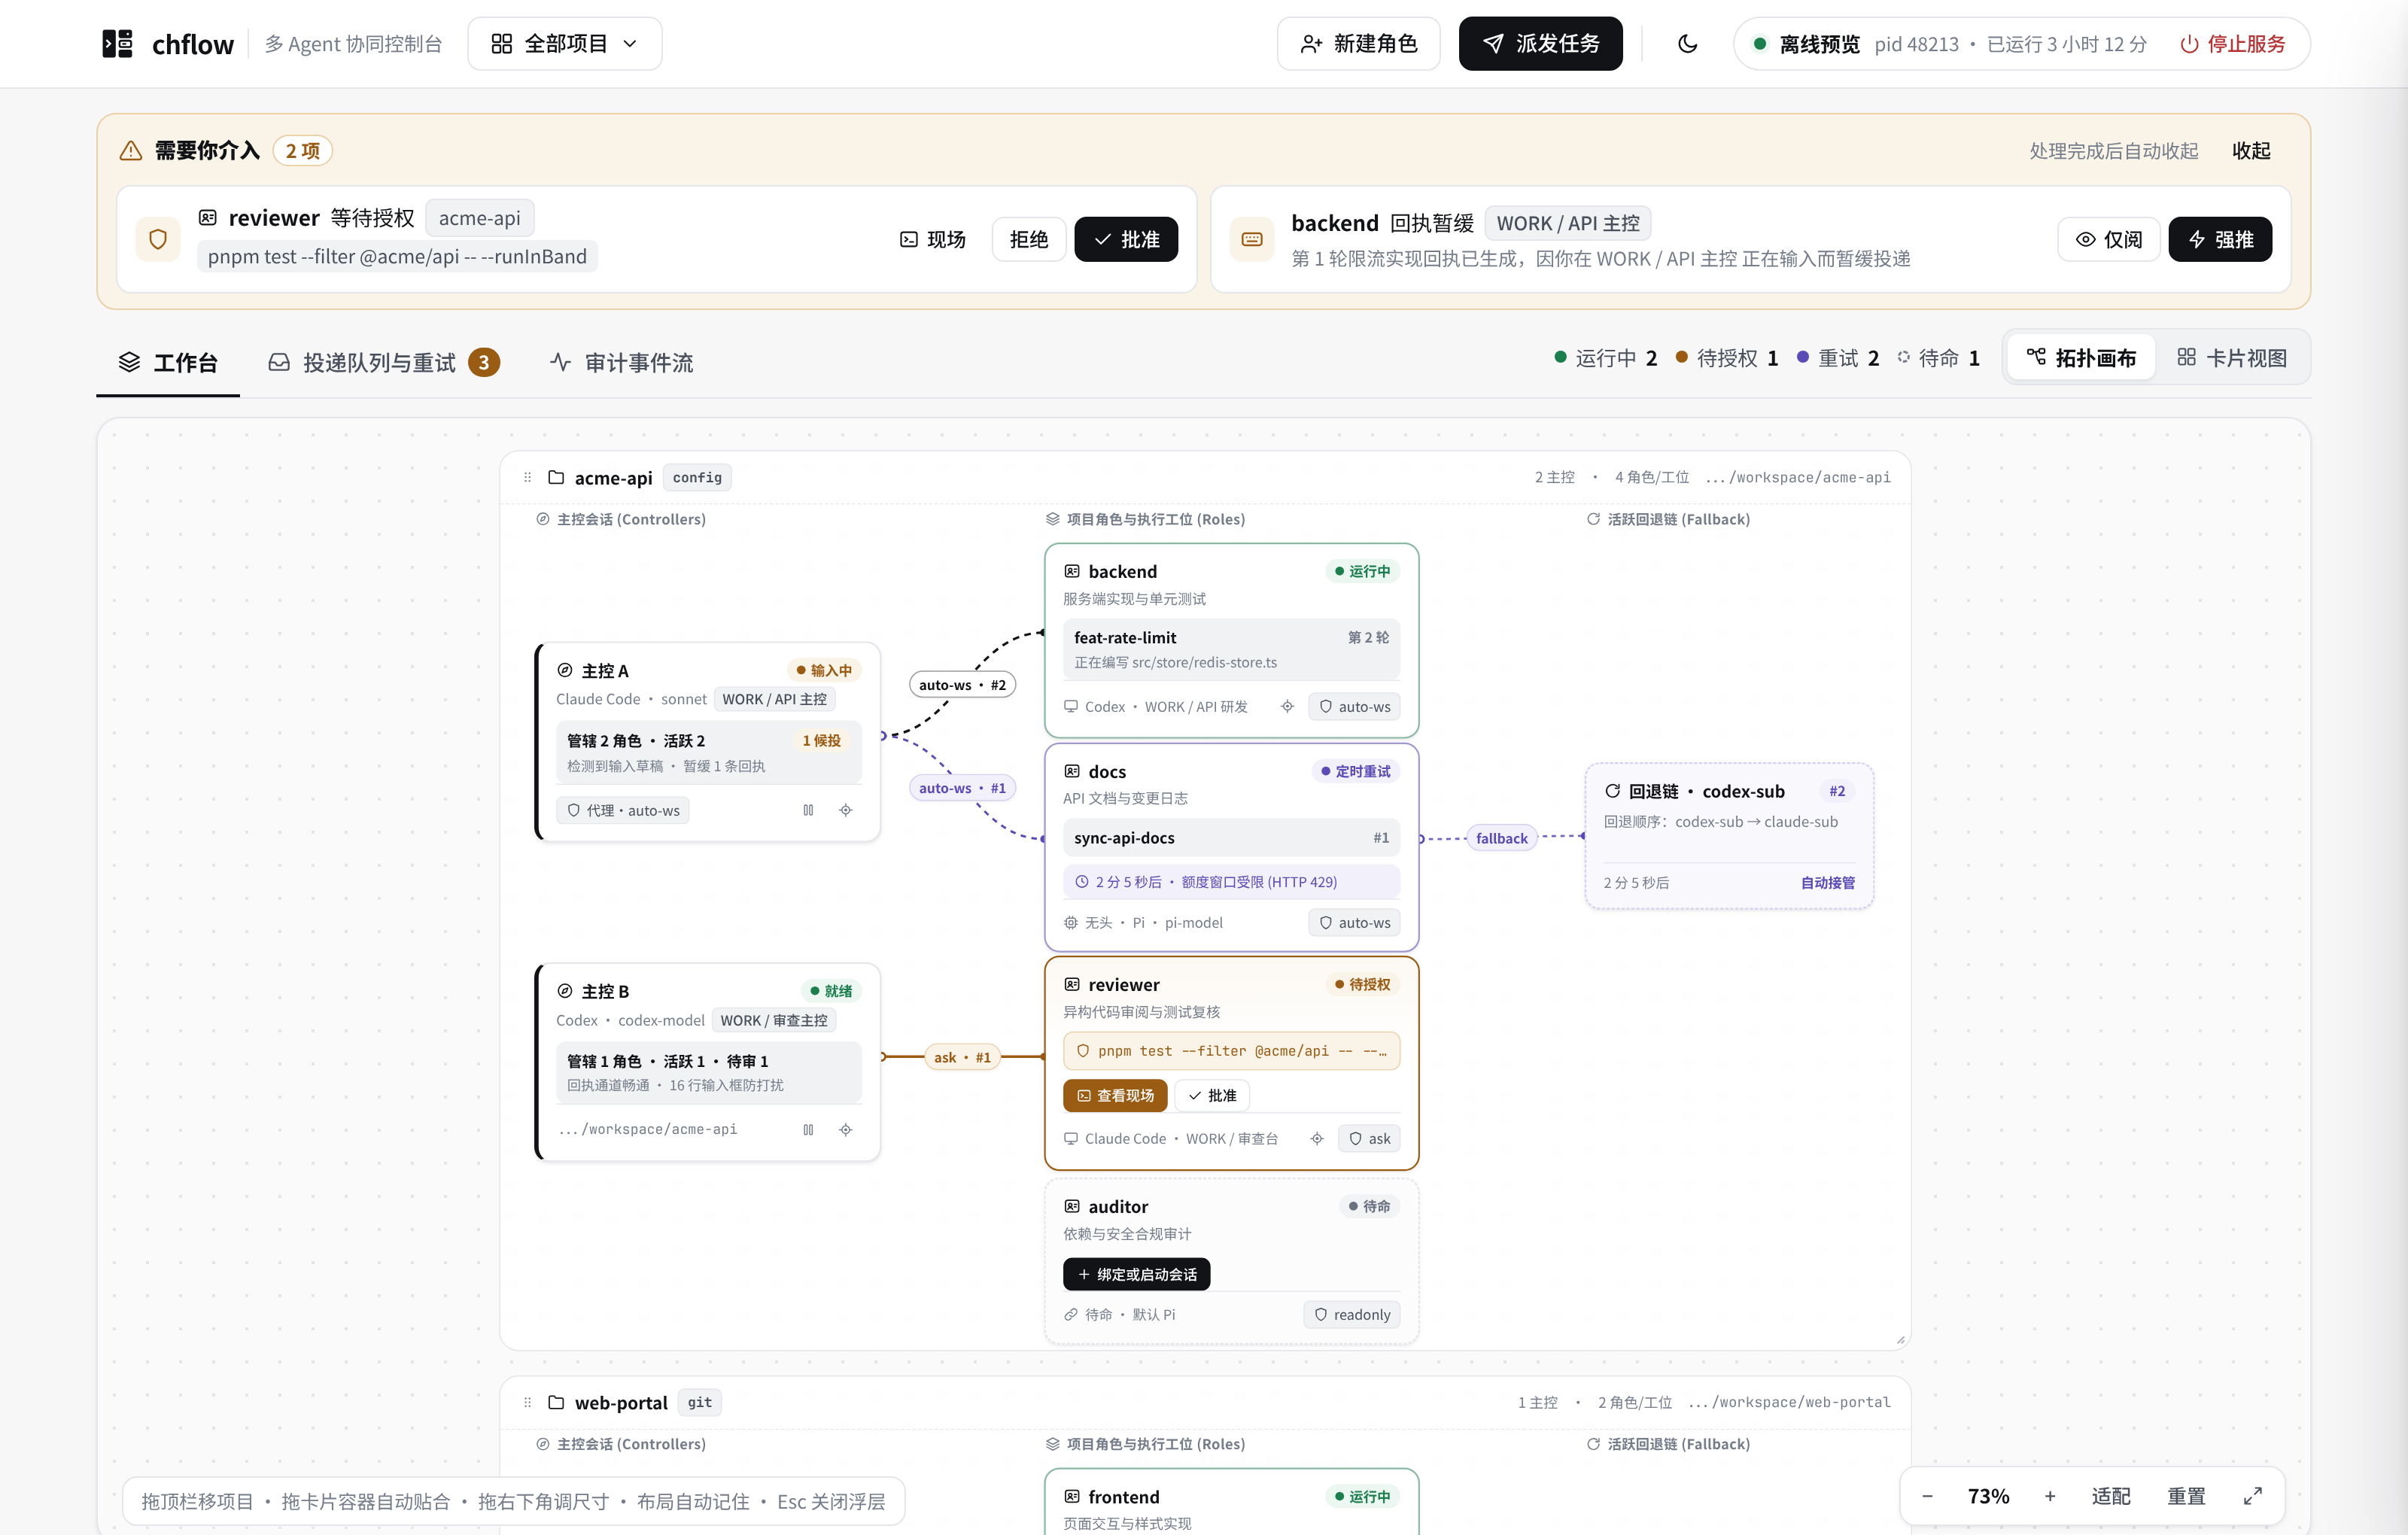 chflow 多 Agent 协同控制台 全部项目 新建角色 派发任务 离线预览 pid 48213 • 已运行 3 小时 12 分 停止服务
需要你介入 2 项 处理完成后自动收起 收起
reviewer 等待授权 acme-api
pnpm test --filter @acme/api -- --runInBand
现场 拒绝 批准
backend 回执暂缓 WORK / API 主控
第 1 轮限流实现回执已生成，因你在 WORK / API 主控 正在输入而暂缓投递
仅阅 强推
工作台 投递队列与重试 3 审计事件流 运行中 2 待授权 1 重试 2 待命 1 拓扑画布 卡片视图
acme-api config 2 主控 • 4 角色/工位 .../workspace/acme-api
主控会话 (Controllers) 项目角色与执行工位 (Roles) 活跃回退链 (Fallback)
主控 A 输入中
Claude Code • sonnet WORK / API 主控
管辖 2 角色 • 活跃 2 1 候投
检测到输入草稿 • 暂缓 1 条回执
代理 • auto-ws
auto-ws • #2
auto-ws • #1
backend 运行中
服务端实现与单元测试
feat-rate-limit 第 2 轮
正在编写 src/store/redis-store.ts
Codex • WORK / API 研发 auto-ws
docs 定时重试
API 文档与变更日志
sync-api-docs #1
2 分 5 秒后 • 额度窗口受限 (HTTP 429)
无头 • Pi • pi-model auto-ws
fallback
回退链 • codex-sub #2
回退顺序：codex-sub → claude-sub
2 分 5 秒后 自动接管
主控 B 就绪
Codex • codex-model WORK / 审查主控
管辖 1 角色 • 活跃 1 • 待审 1
回执通道畅通 • 16 行输入框防打扰
.../workspace/acme-api
ask • #1
reviewer 待授权
异构代码审阅与测试复核
pnpm test --filter @acme/api -- --…
查看现场 批准
Claude Code • WORK / 审查台 ask
auditor 待命
依赖与安全合规审计
绑定或启动会话
待命 • 默认 Pi readonly
web-portal git 1 主控 • 2 角色/工位 .../workspace/web-portal
主控会话 (Controllers) 项目角色与执行工位 (Roles) 活跃回退链 (Fallback)
frontend 运行中
页面交互与样式实现
拖顶栏移项目 • 拖卡片容器自动贴合 • 拖右下角调尺寸 • 布局自动记住 • Esc 关闭浮层
− 73% + 适配 重置